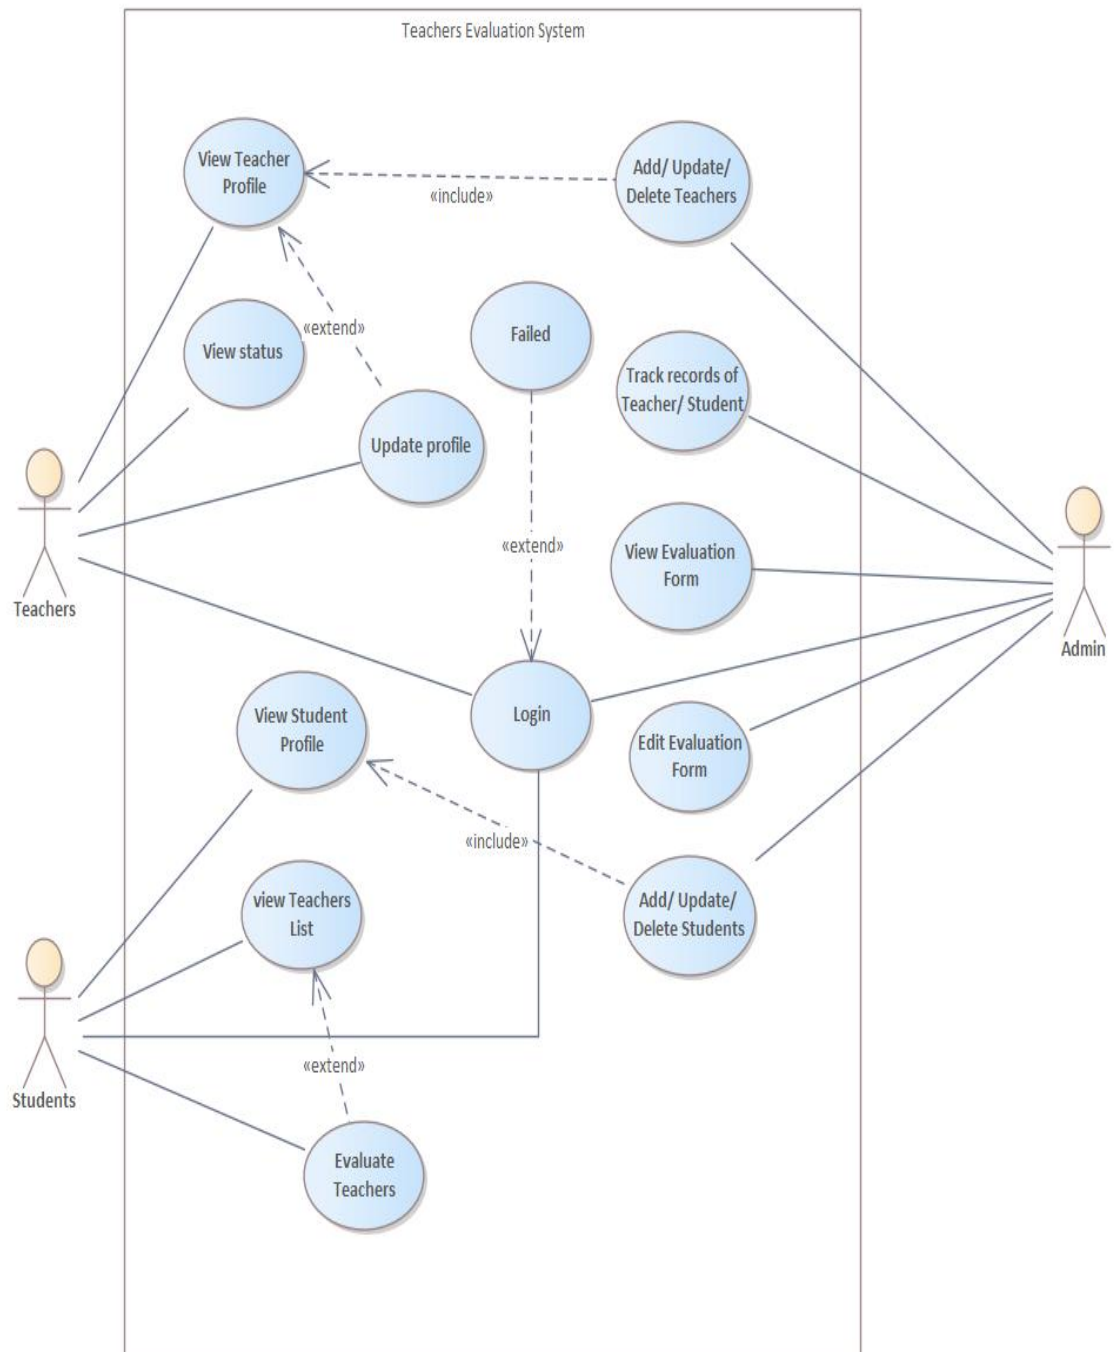 Teachers Evaluation System
View Teacher
Profile
Add/ Update/
Delete Teachers
«include»
View status
«extend»
Failed
Track records of
Teacher/ Student
Update profile
«extend»
View Evaluation
Form
Teachers
Admin
View Student
Profile
Login
Edit Evaluation
Form
«include»
view Teachers
List
Add/ Update/
Delete Students
«extend»
Students
Evaluate
Teachers